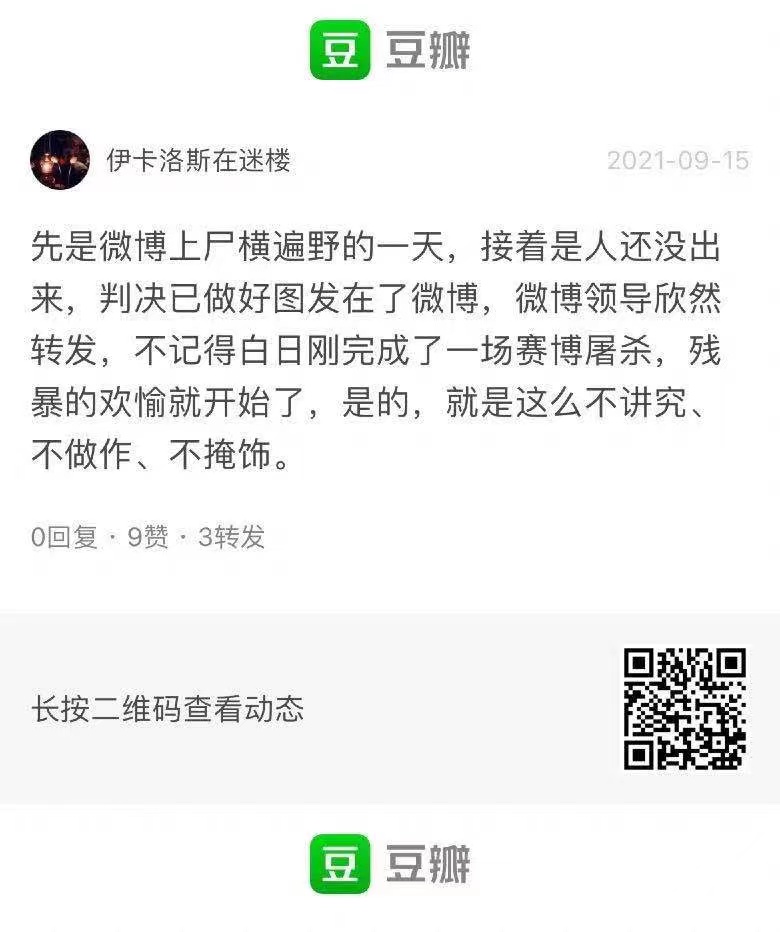 豆 豆瓣
伊卡洛斯在迷楼 2021-09-15
先是微博上尸横遍野的一天，接着是人还没出
来，判决已做好图发在了微博，微博领导欣然
转发，不记得白日刚完成了一场赛博屠杀，残
暴的欢愉就开始了，是的，就是这么不讲究、
不做作、不掩饰。
0回复 · 9赞 · 3转发
长按二维码查看动态
豆 豆瓣